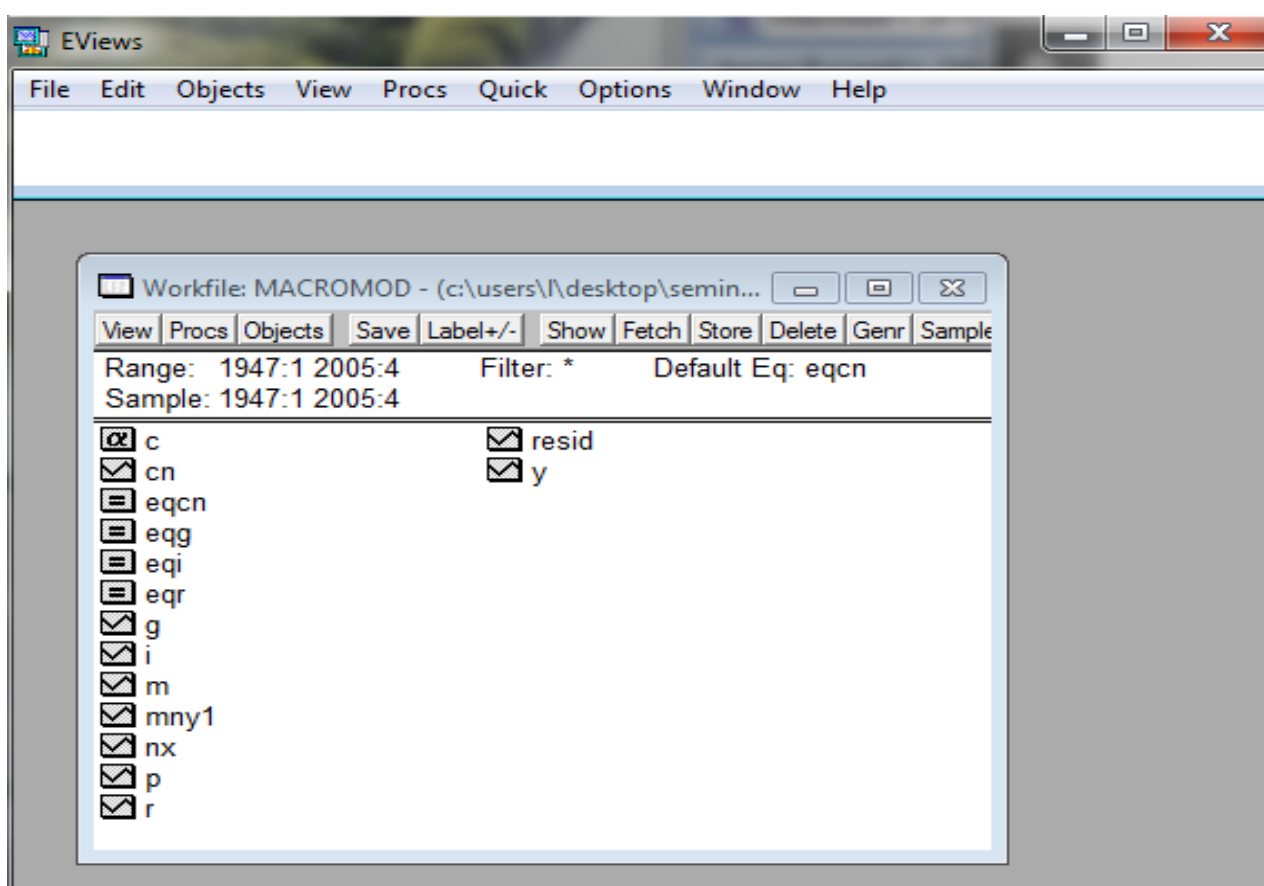 EViews
File Edit Objects View Procs Quick Options Window Help
Workfile: MACROMOD - (c:\users\l\desktop\semin...
View Procs Objects Save Label+/- Show Fetch Store Delete Genr Sample
Range: 1947:1 2005:4 Filter: * Default Eq: eqcn
Sample: 1947:1 2005:4
α c
cn
eqcn
eqg
eqi
eqr
g
i
m
mny1
nx
p
r
resid
y